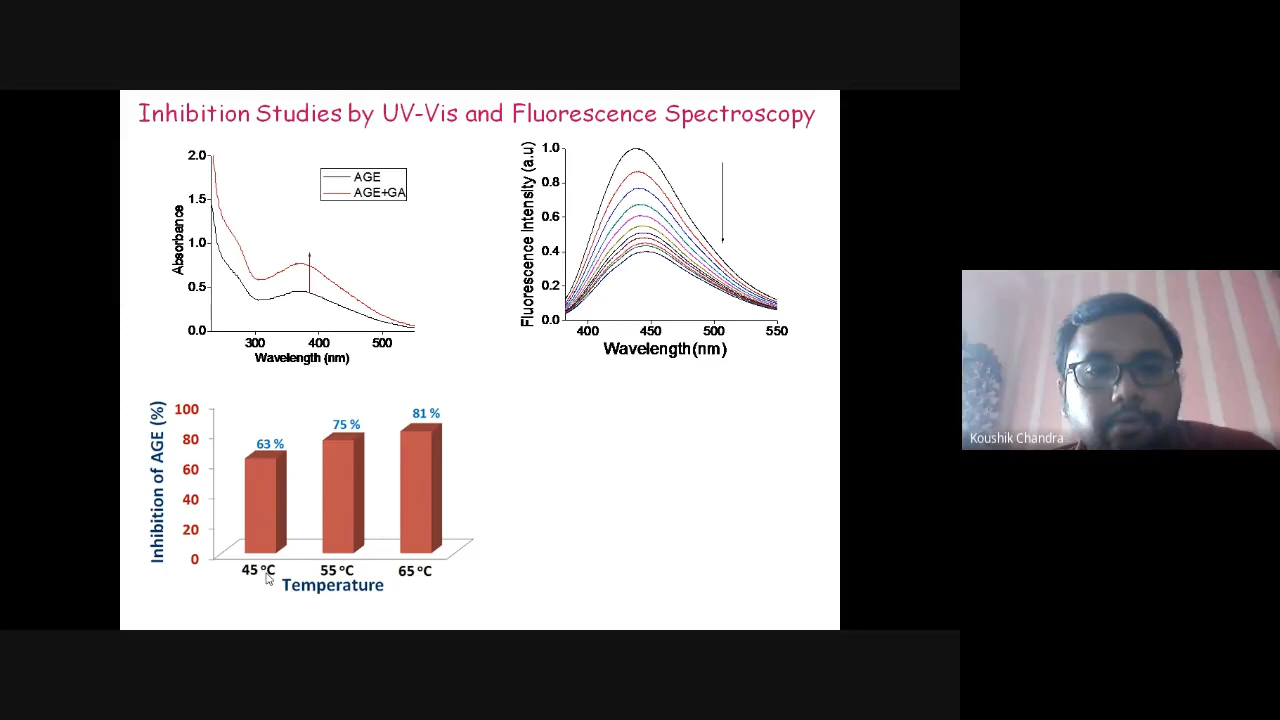 Inhibition Studies by UV-Vis and Fluorescence Spectroscopy
2.0
1.5
1.0
0.5
0.0
Absorbance
AGE
AGE+GA
300 400 500
Wavelength (nm)
1.0
0.8
0.6
0.4
0.2
0.0
Fluorescence Intensity (a.u)
400 450 500 550
Wavelength(nm)
Inhibition of AGE (%)
100
80
60
40
20
0
63 %
75 %
81 %
45 °C 55 °C 65 °C
Temperature
Koushik Chandra